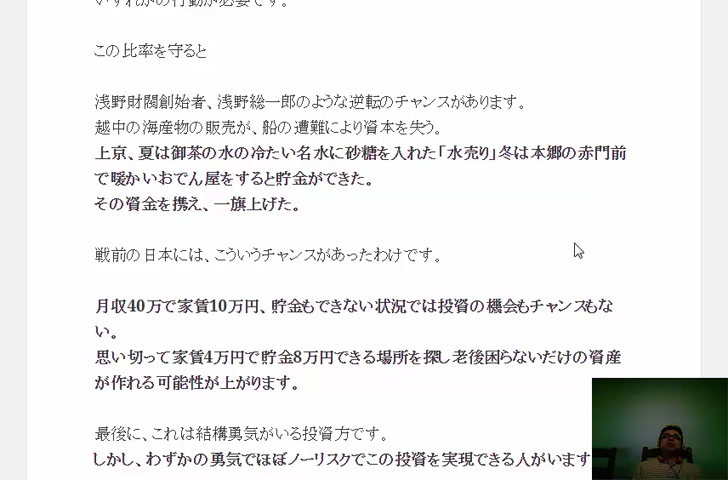 いずれかの行動が必要です。
この比率を守ると
浅野財閥創始者、浅野総一郎のような逆転のチャンスがあります。
越中の海産物の販売が、船の遭難により資本を失う。
上京、夏は御茶の水の冷たい名水に砂糖を入れた「水売り」冬は本郷の赤門前
で暖かいおでん屋をすると貯金ができた。
その資金を携え、一旗上げた。
戦前の日本には、こういうチャンスがあったわけです。
月収40万で家賃10万円、貯金もできない状況では投資の機会もチャンスもな
い。
思い切って家賃4万円で貯金8万円できる場所を探し老後困らないだけの資産
が作れる可能性が上がります。
最後に、これは結構勇気がいる投資方です。
しかし、わずかの勇気でほぼノーリスクでこの投資を実現できる人がいます